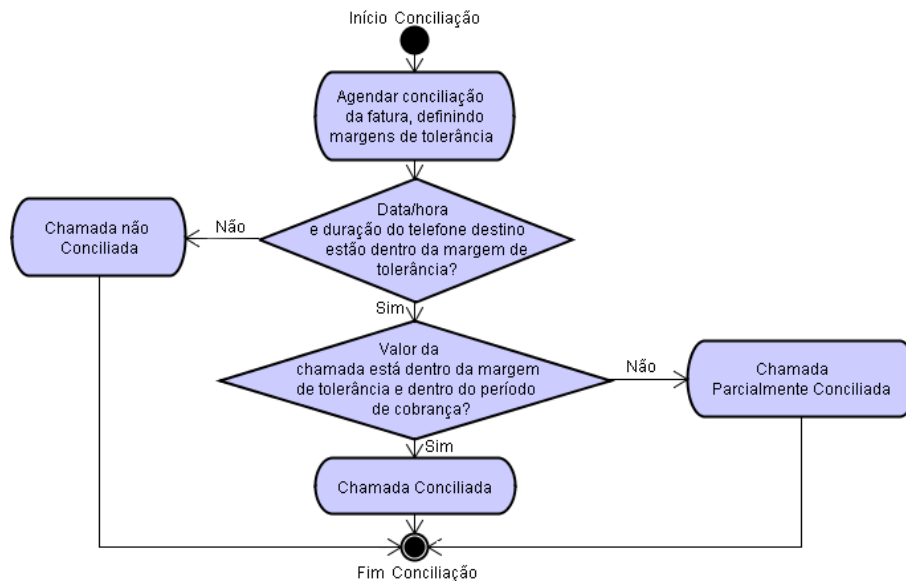 Início Conciliação
Agendar conciliação
da fatura, definindo
margens de tolerância
Data/hora
e duração do telefone destino
estão dentro da margem de
tolerância?
Não
Chamada não
Conciliada
Sim
Valor da
chamada está dentro da margem
de tolerância e dentro do período
de cobrança?
Não
Chamada
Parcialmente Conciliada
Sim
Chamada Conciliada
Fim Conciliação